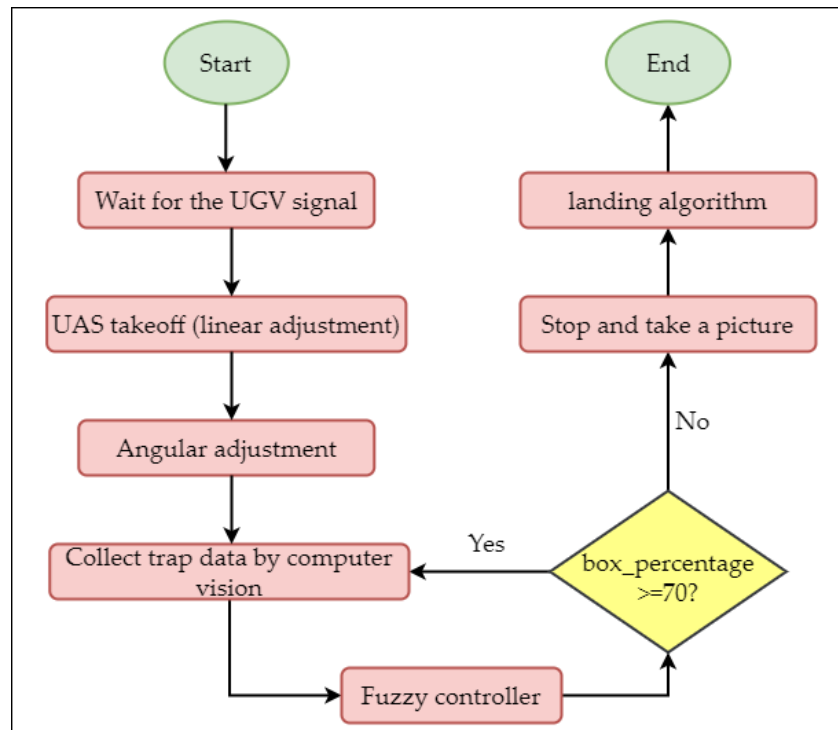 Start
Wait for the UGV signal
UAS takeoff (linear adjustment)
Angular adjustment
Collect trap data by computer
vision
Fuzzy controller
box_percentage
>=70?
Yes
No
Stop and take a picture
landing algorithm
End